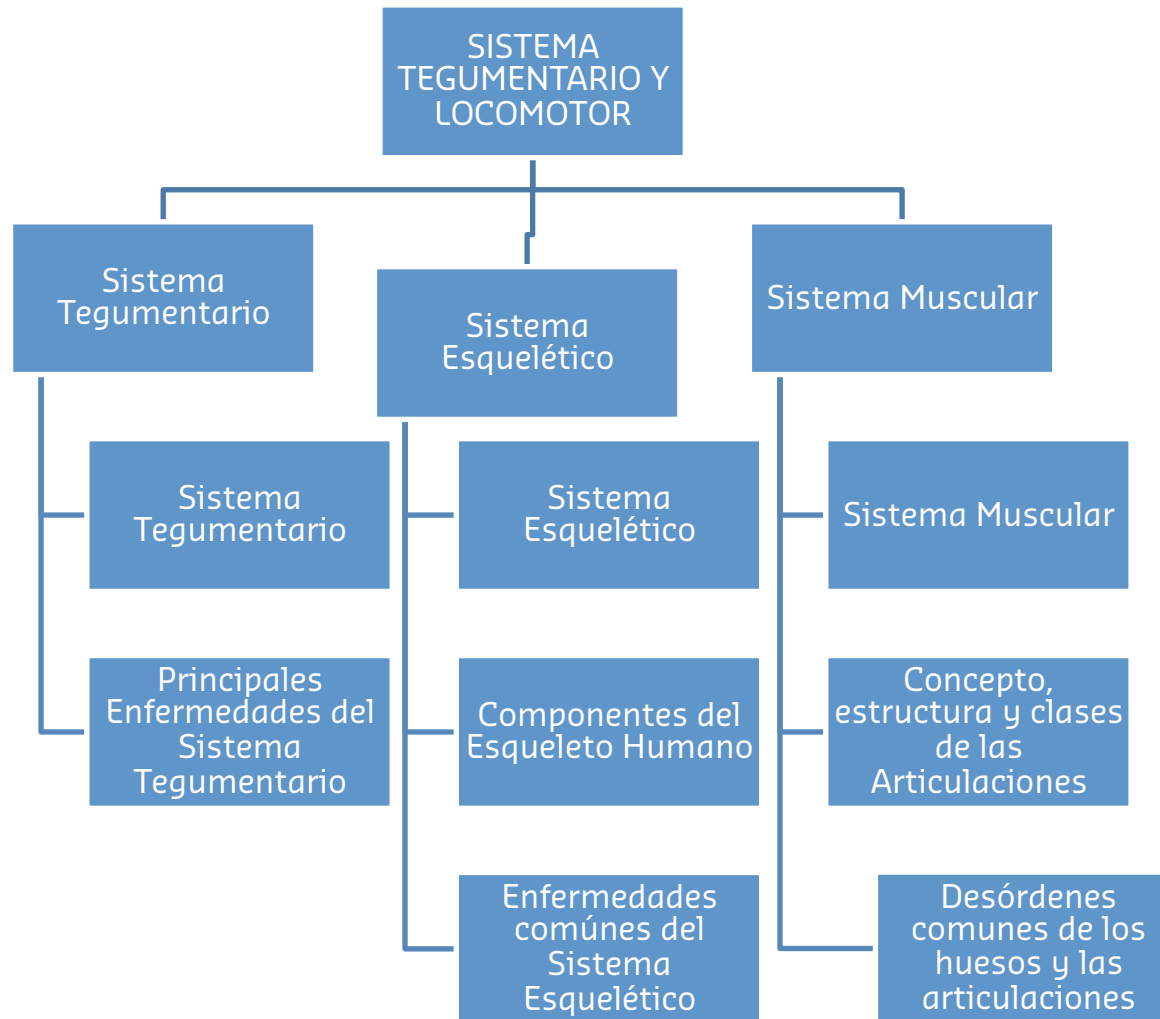 SISTEMA
TEGUMENTARIO Y
LOCOMOTOR
Sistema
Tegumentario
Sistema
Tegumentario
Principales
Enfermedades del
Sistema
Tegumentario
Sistema
Esquelético
Sistema
Esquelético
Componentes del
Esqueleto Humano
Enfermedades
comúnes del
Sistema
Esquelético
Sistema Muscular
Sistema Muscular
Concepto,
estructura y clases
de las
Articulaciones
Desórdenes
comunes de los
huesos y las
articulaciones